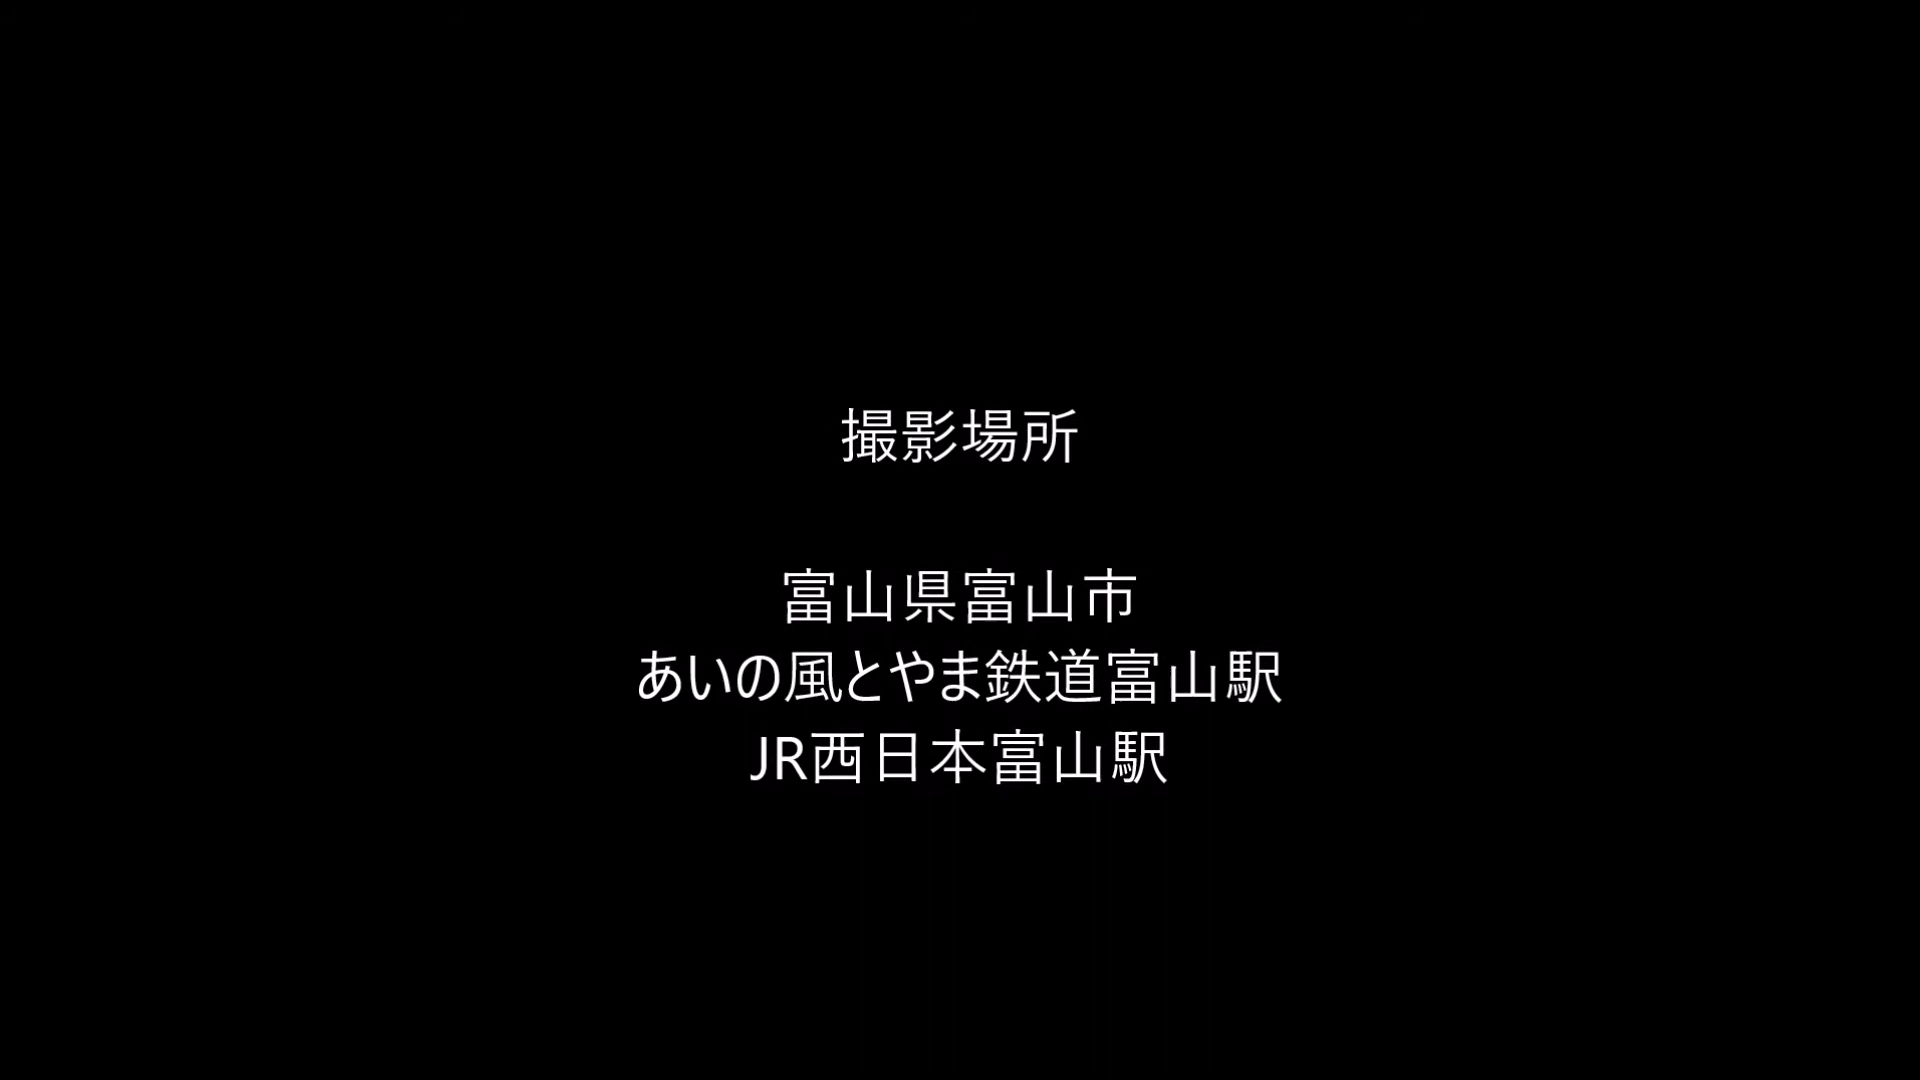 撮影場所
富山県富山市
あいの風とやま鉄道富山駅
JR西日本富山駅